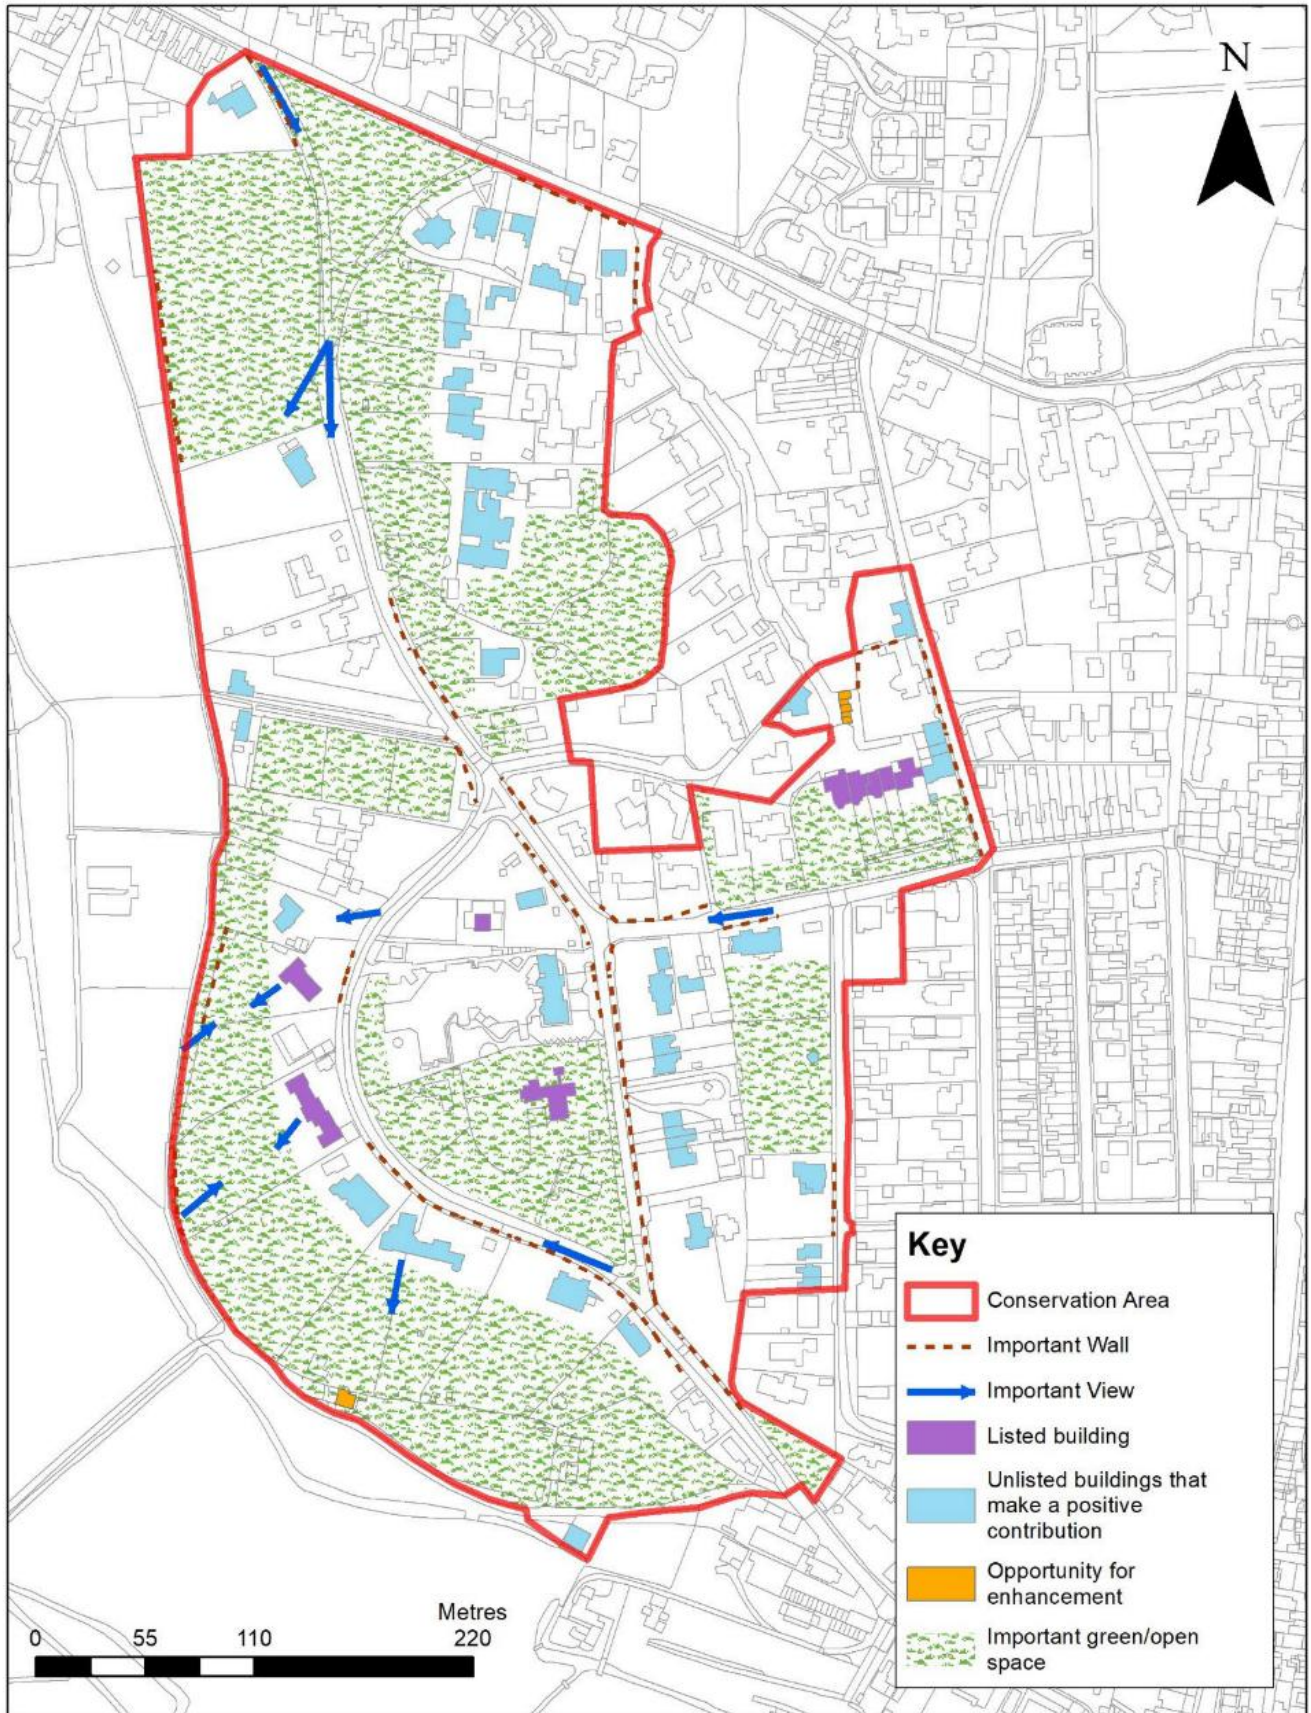 N
Key
Conservation Area
Important Wall
Important View
Listed building
Unlisted buildings that
make a positive
contribution
Opportunity for
enhancement
Important green/open
space
Metres
0 55 110 220